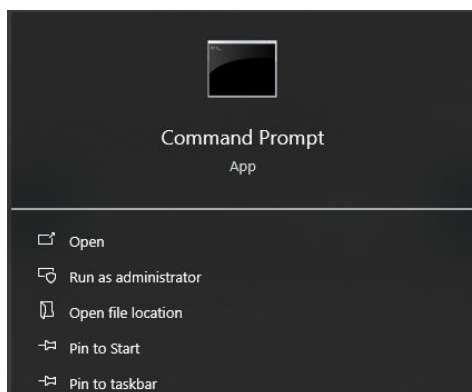 Command Prompt
App
Open
Run as administrator
Open file location
Pin to Start
Pin to taskbar